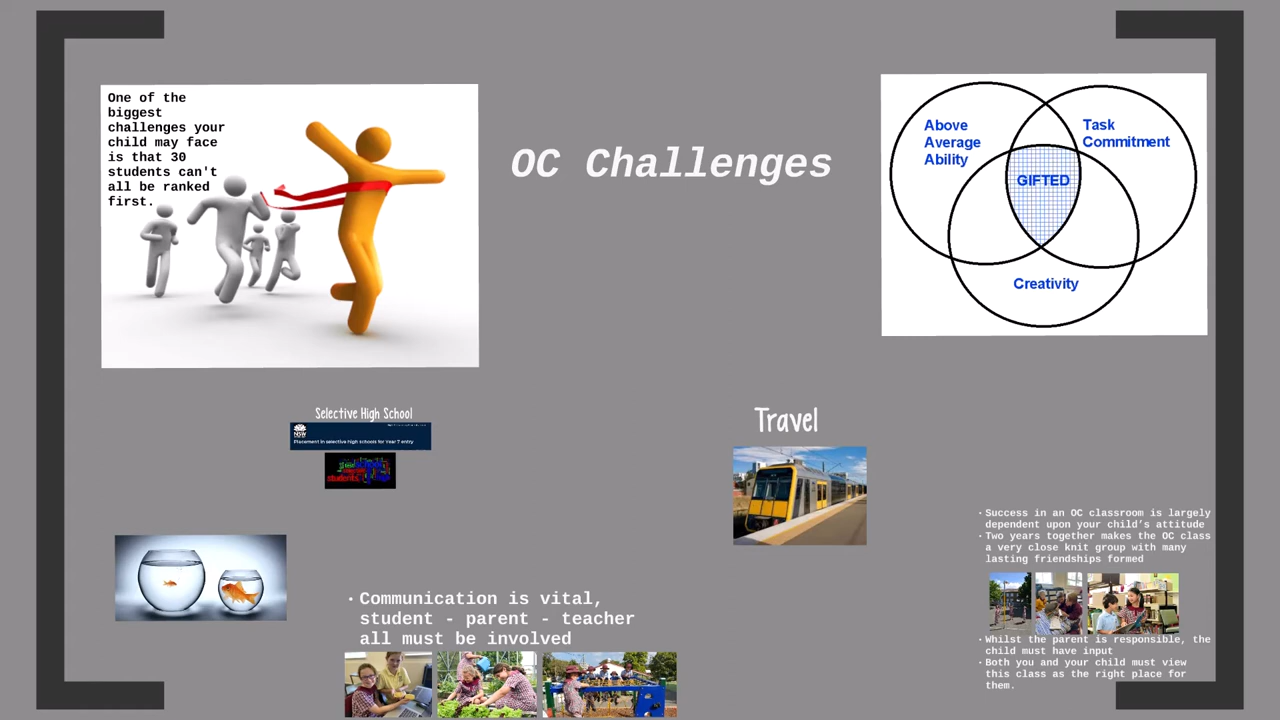 One of the
biggest
challenges your
child may face
is that 30
students can't
all be ranked
first.
OC Challenges
Above
Average
Ability
Task
Commitment
GIFTED
Creativity
Selective High School
NSW
Placement in selective high schools for Year 7 entry
students
Travel
• Communication is vital,
student - parent - teacher
all must be involved
• Success in an OC classroom is largely
dependent upon your child's attitude
• Two years together makes the OC class
a very close knit group with many
lasting friendships formed
• Whilst the parent is responsible, the
child must have input
• Both you and your child must view
this class as the right place for
them.